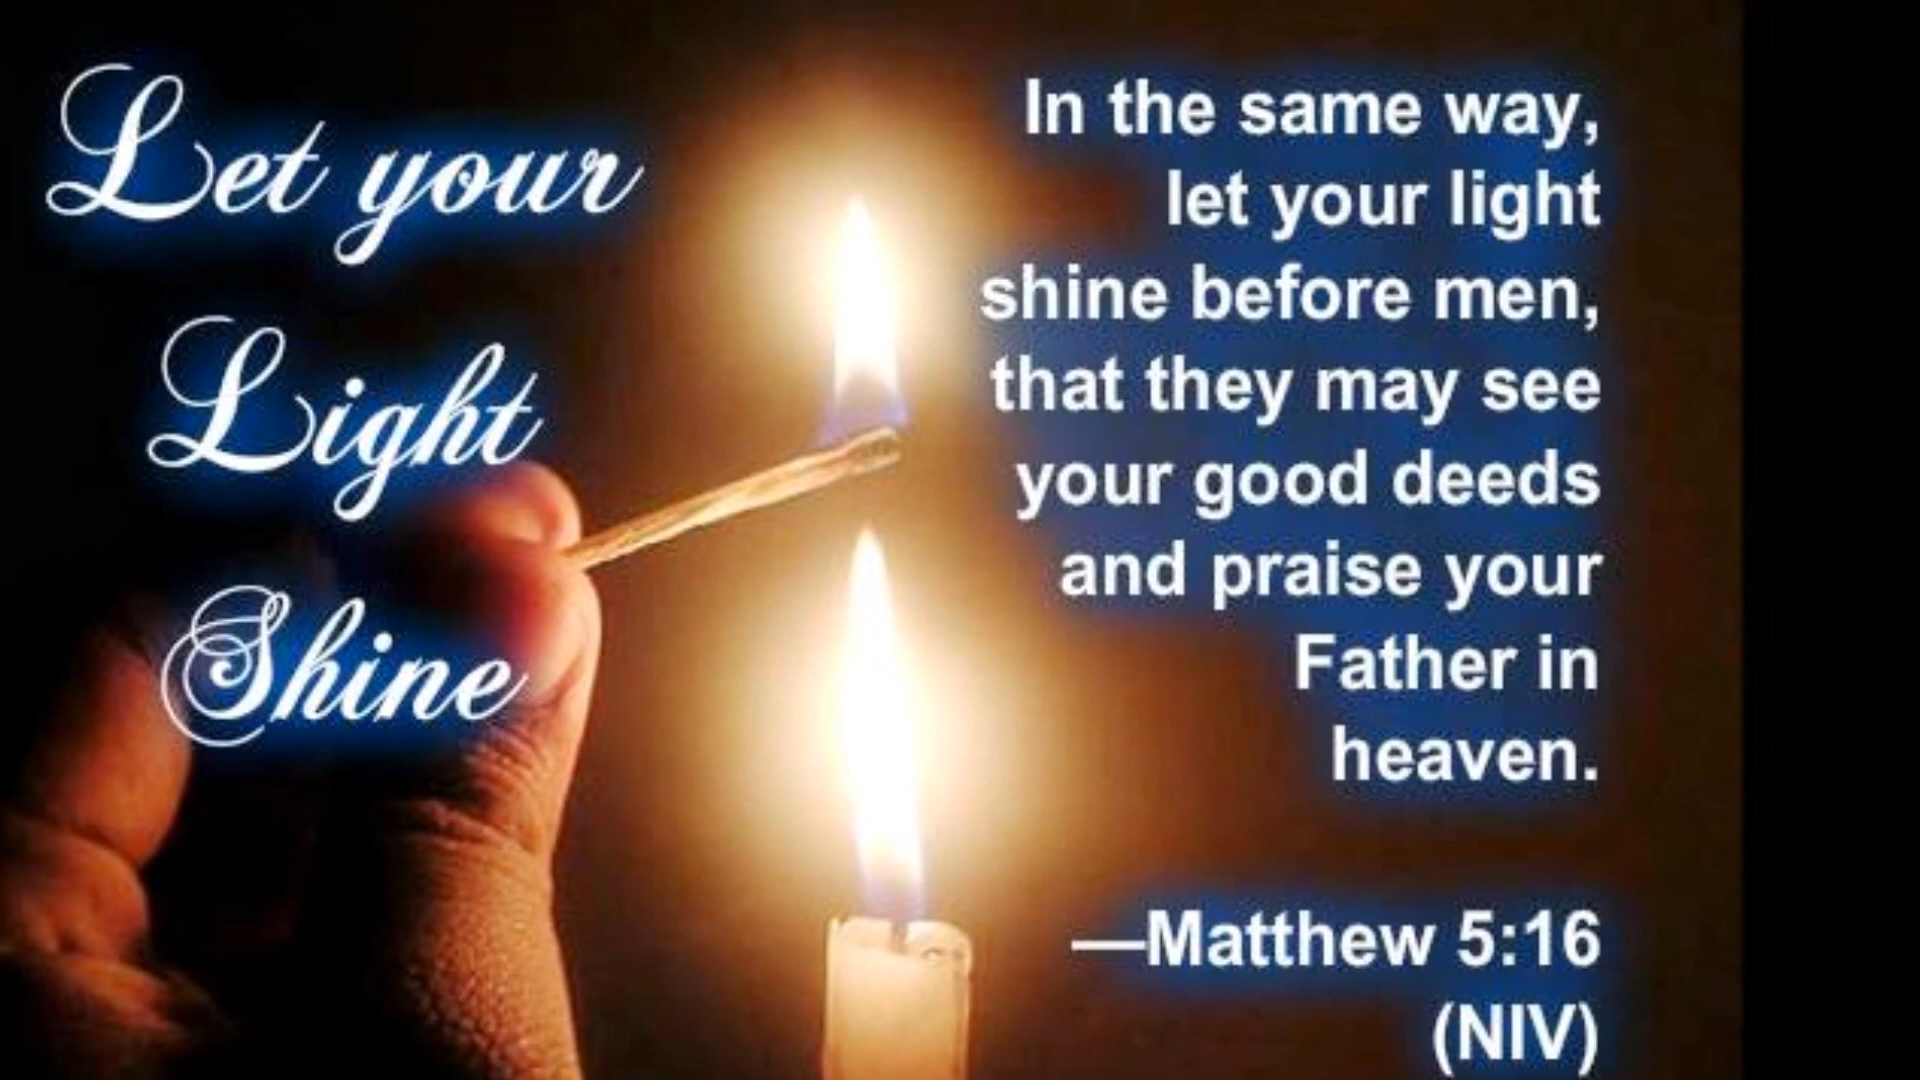 Let your
Light
Shine
In the same way,
let your light
shine before men,
that they may see
your good deeds
and praise your
Father in
heaven.
—Matthew 5:16
(NIV)